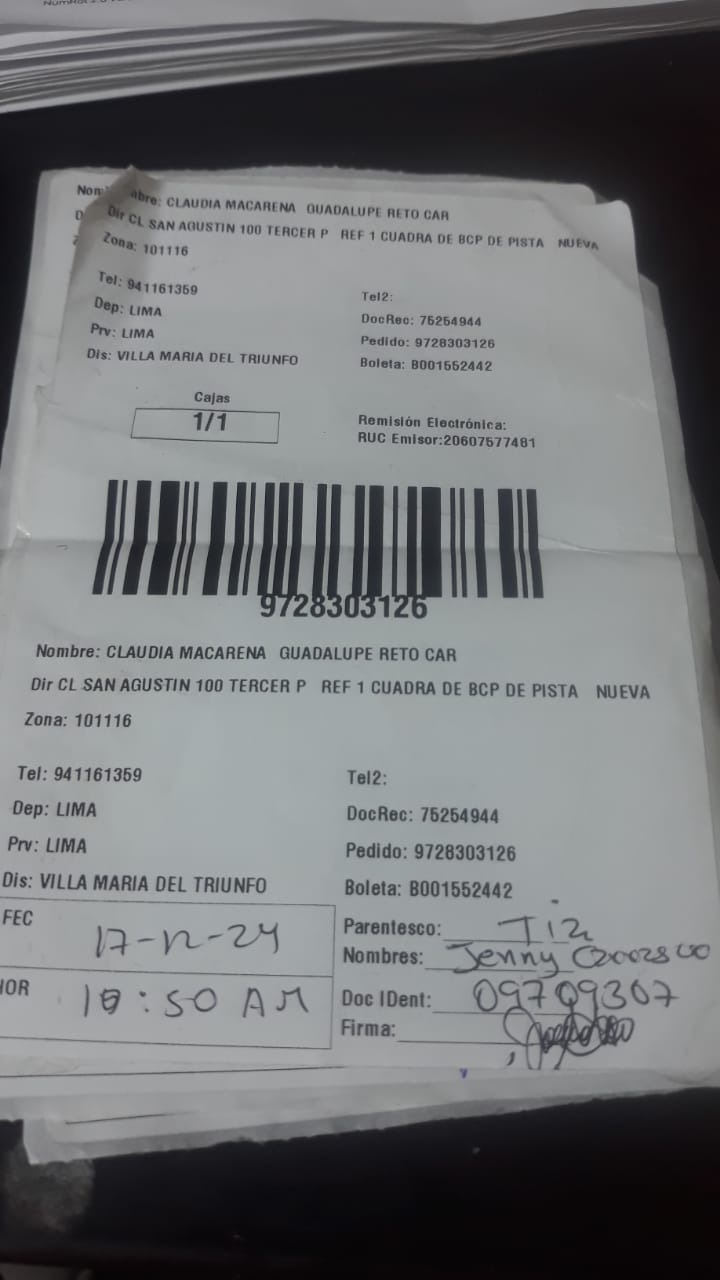 Nombre: CLAUDIA MACARENA GUADALUPE RETO CAR
Dir CL SAN AGUSTIN 100 TERCER P REF 1 CUADRA DE BCP DE PISTA NUEVA
Zona: 101116
Tel: 941161359 Tel2:
Dep: LIMA DocRec: 75254944
Prv: LIMA Pedido: 9728303126
Dis: VILLA MARIA DEL TRIUNFO Boleta: B001552442
Cajas
1/1
Remisión Electrónica:
RUC Emisor:20607577481
9728303126
Nombre: CLAUDIA MACARENA GUADALUPE RETO CAR
Dir CL SAN AGUSTIN 100 TERCER P REF 1 CUADRA DE BCP DE PISTA NUEVA
Zona: 101116
Tel: 941161359 Tel2:
Dep: LIMA DocRec: 75254944
Prv: LIMA Pedido: 9728303126
Dis: VILLA MARIA DEL TRIUNFO Boleta: B001552442
FEC 17-12-24 Parentesco: Tia
Nombres: Jenny
HOR 10:50 AM Doc IDent: 09709307
Firma: